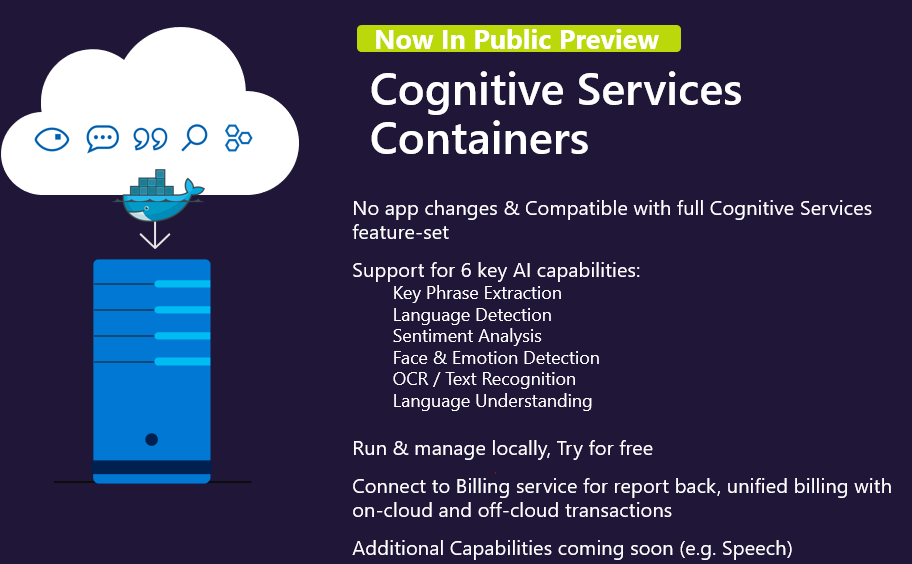 Now In Public Preview
Cognitive Services
Containers
No app changes & Compatible with full Cognitive Services
feature-set
Support for 6 key AI capabilities:
Key Phrase Extraction
Language Detection
Sentiment Analysis
Face & Emotion Detection
OCR / Text Recognition
Language Understanding
Run & manage locally, Try for free
Connect to Billing service for report back, unified billing with
on-cloud and off-cloud transactions
Additional Capabilities coming soon (e.g. Speech)